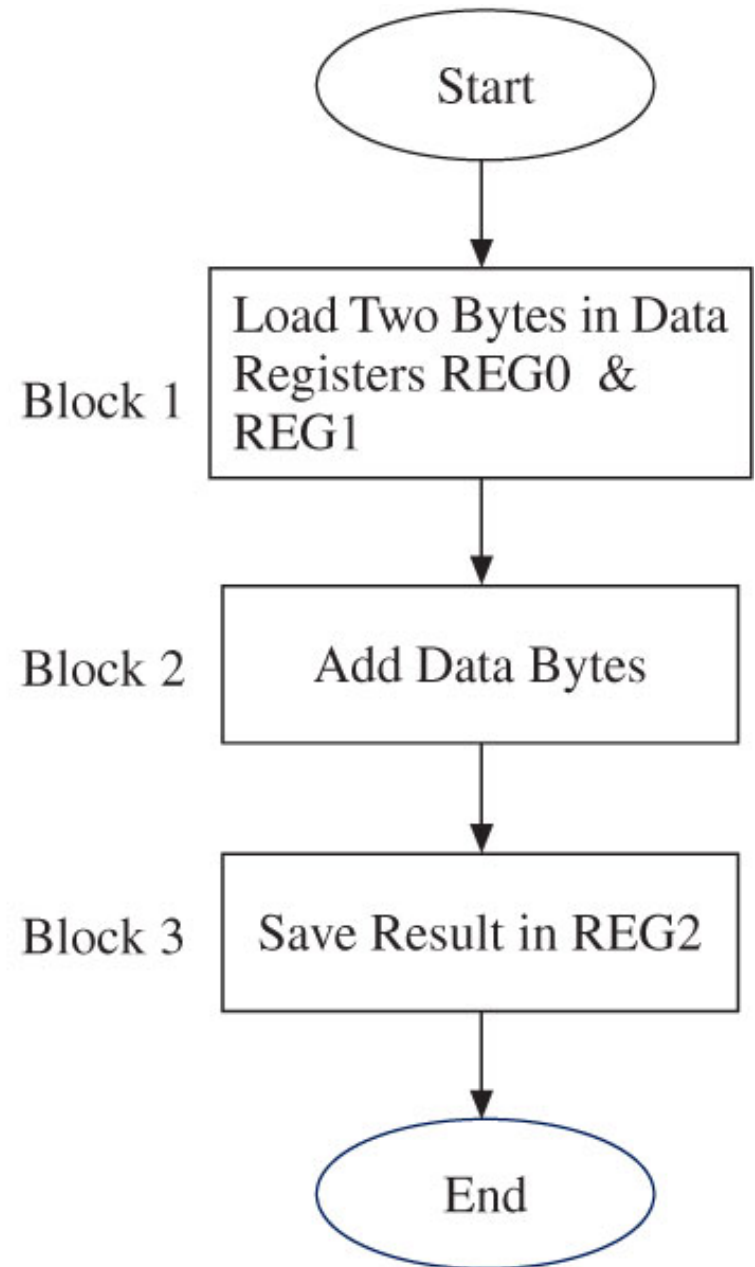 Start
Block 1
Load Two Bytes in Data
Registers REG0 &
REG1
Block 2
Add Data Bytes
Block 3
Save Result in REG2
End